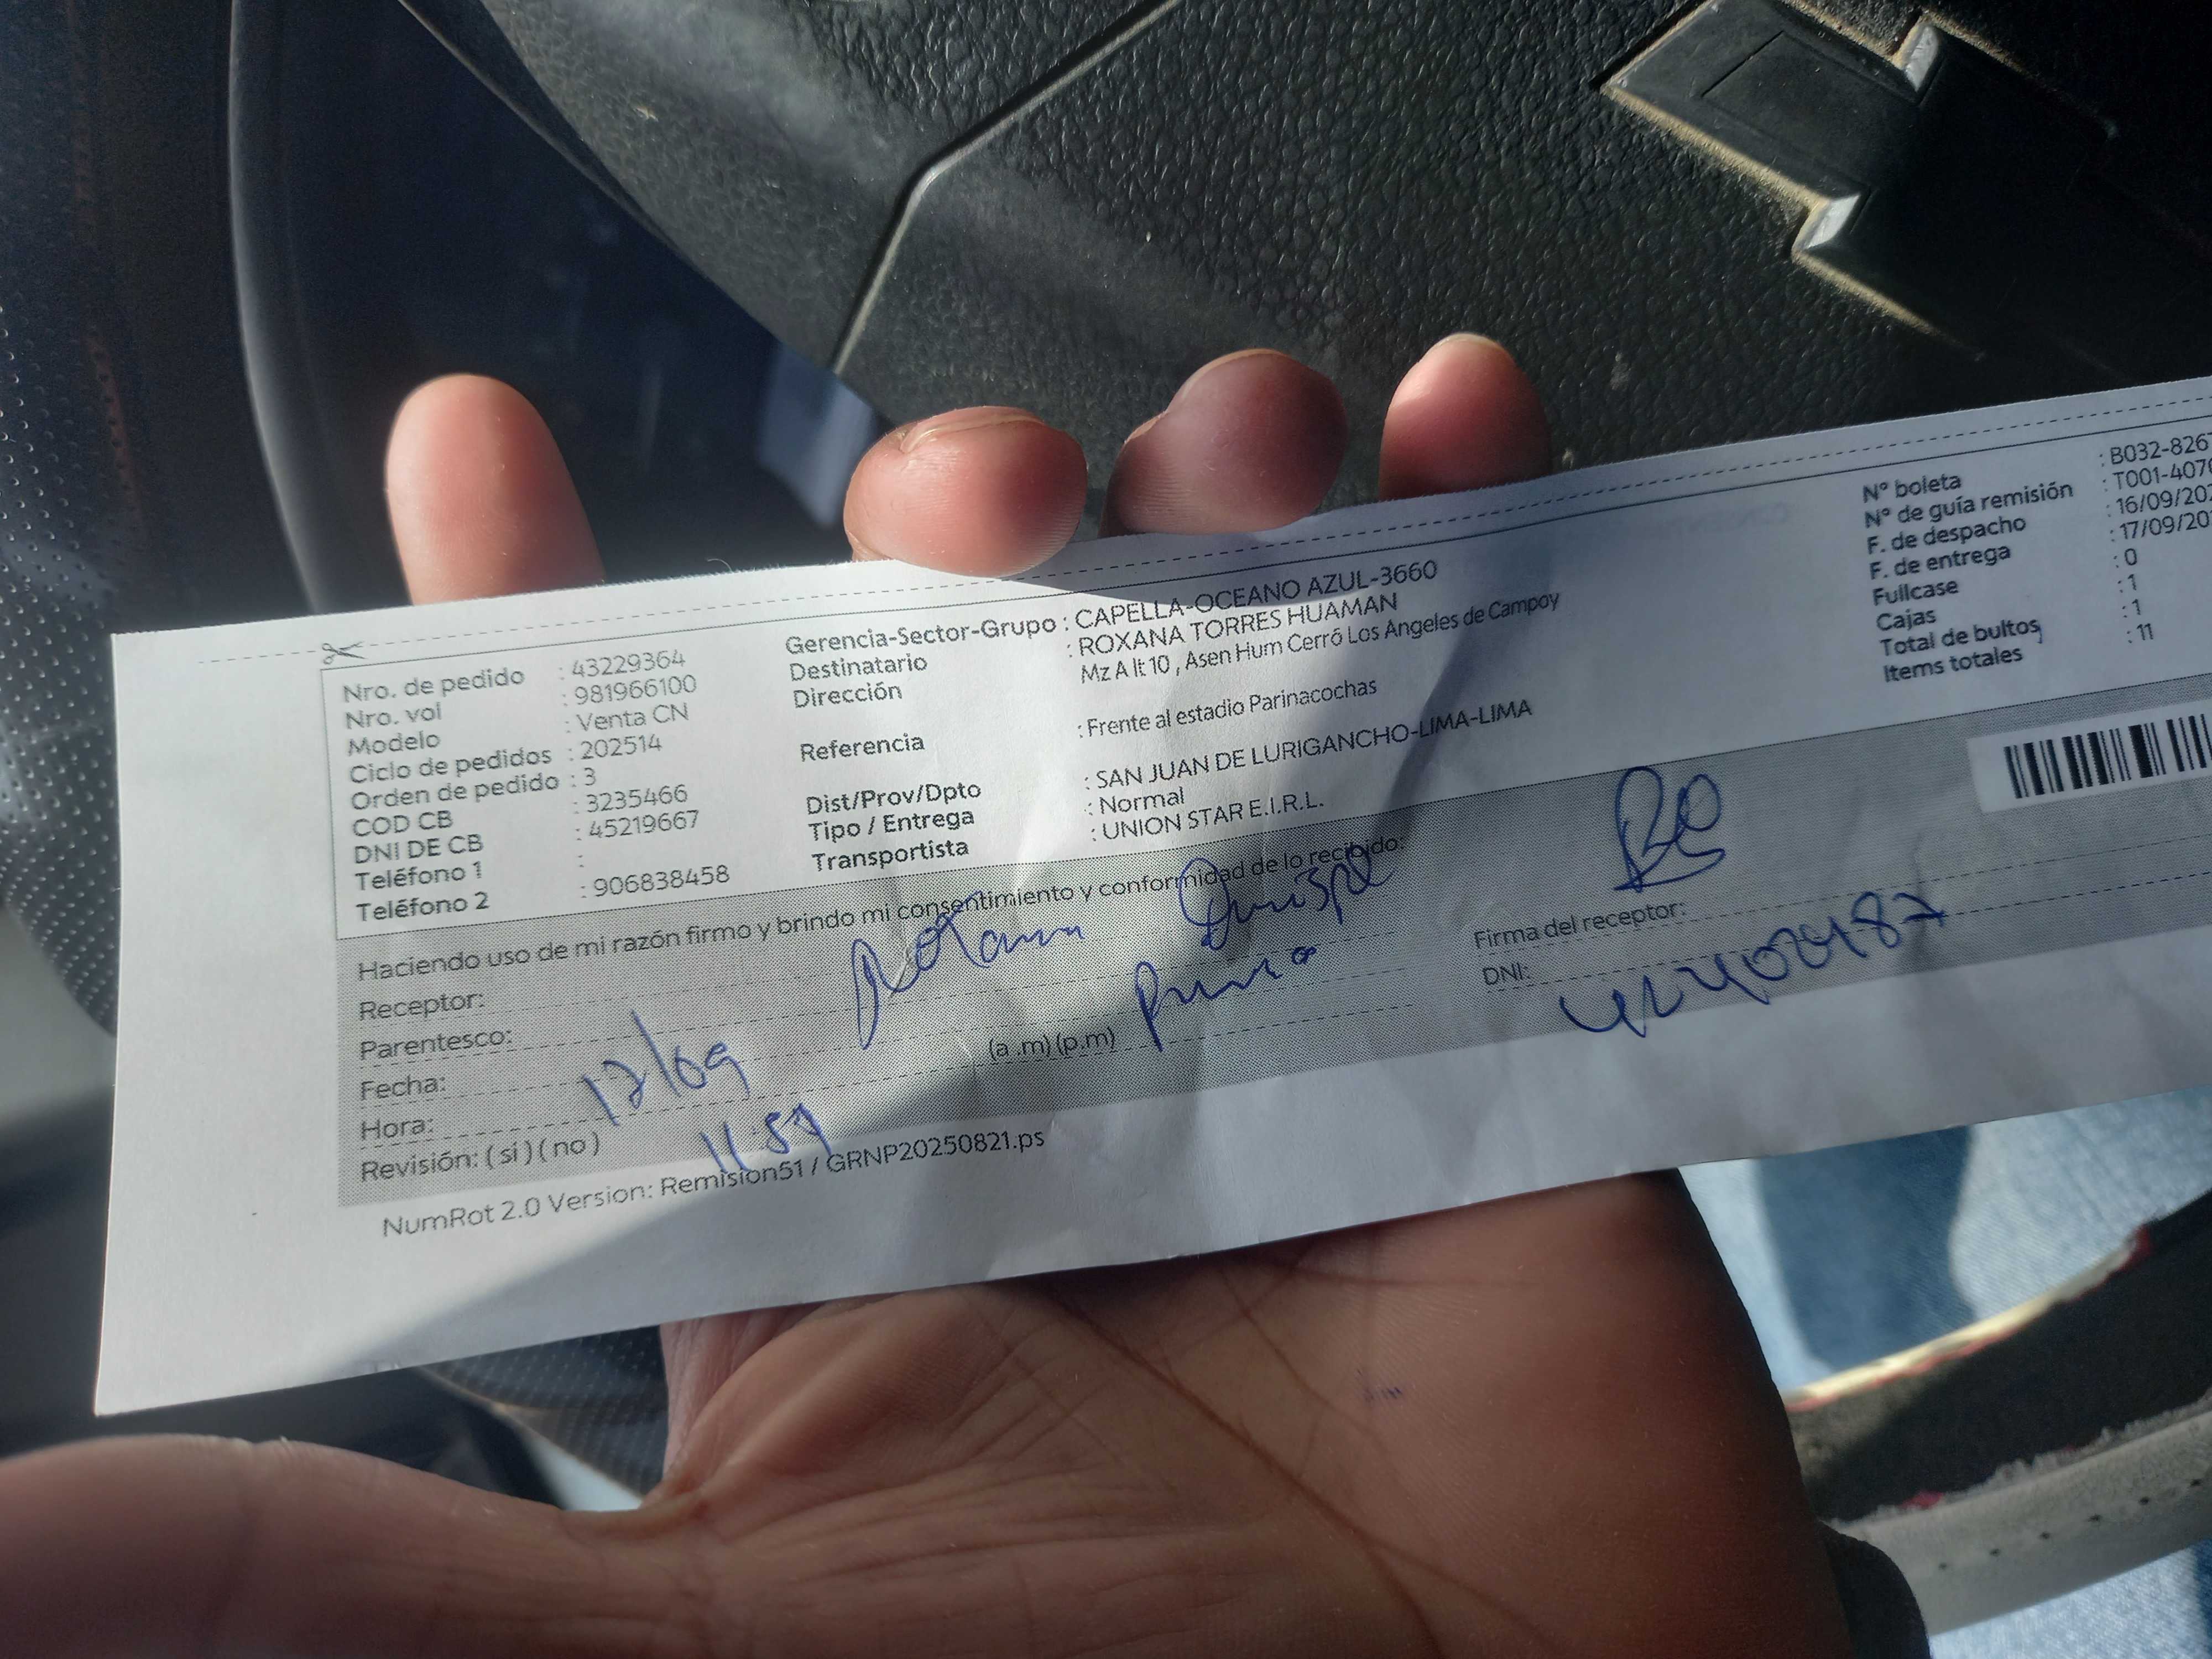 Nro. de pedido : 43229364
Nro. vol : 981966100
Modelo : Venta CN
Ciclo de pedidos : 202514
Orden de pedido : 3
COD CB : 3235466
DNI DE CB : 45219667
Teléfono 1 :
Teléfono 2 : 906838458
Gerencia-Sector-Grupo : CAPELLA-OCEANO AZUL-3660
Destinatario : ROXANA TORRES HUAMAN
Dirección Mz A lt 10 , Asen Hum Cerró Los Angeles de Campoy
Referencia : Frente al estadio Parinacochas
Dist/Prov/Dpto : SAN JUAN DE LURIGANCHO-LIMA-LIMA
Tipo / Entrega : Normal
Transportista : UNION STAR E.I.R.L.
N° boleta : B032-826
N° de guía remisión : T001-407
F. de despacho : 16/09/20
F. de entrega : 17/09/20
Fullcase : 0
Cajas : 1
Total de bultos : 1
Items totales : 11
Haciendo uso de mi razón firmo y brindo mi consentimiento y conformidad de lo recibido:
Receptor: Quispe
Parentesco:
Fecha: 17/09
Hora: 11:59 (a .m) (p.m)
Revisión: ( si ) ( no )
Firma del receptor:
DNI:
NumRot 2.0 Version: Remision51 / GRNP20250821.ps